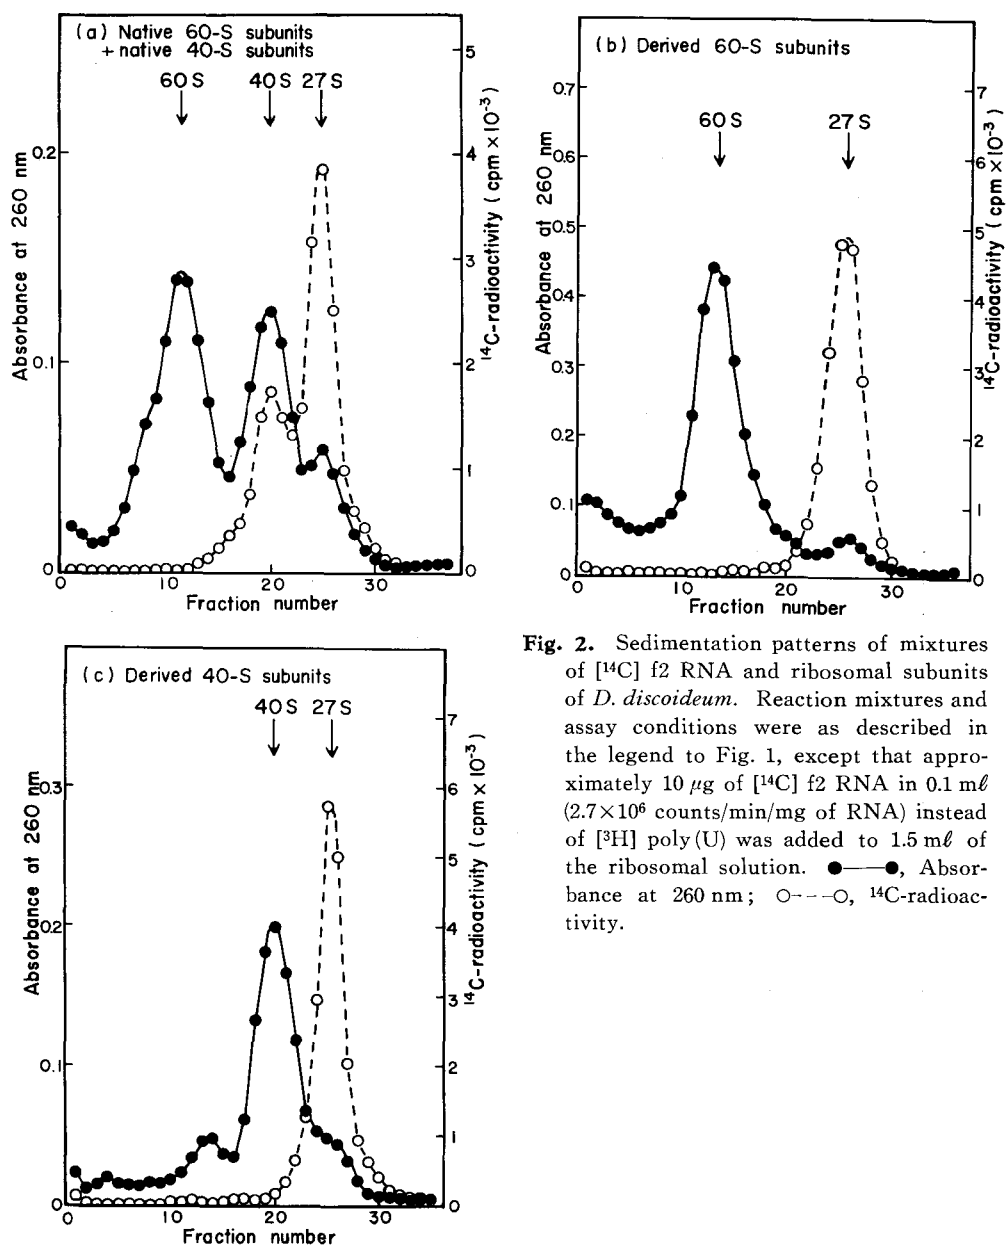 (a) Native 60-S subunits
+ native 40-S subunits
60 S
40 S
27 S
Absorbance at 260 nm
0.2
0.1
0
5
4
3
2
1
0
¹⁴C-radioactivity (cpm × 10⁻³)
0
10
20
30
Fraction number
(b) Derived 60-S subunits
60 S
27 S
Absorbance at 260 nm
0.7
0.6
0.5
0.4
0.3
0.2
0.1
0
7
6
5
4
3
2
1
0
¹⁴C-radioactivity (cpm × 10⁻³)
0
10
20
30
Fraction number
(c) Derived 40-S subunits
40 S
27 S
Absorbance at 260 nm
0.3
0.2
0.1
0
7
6
5
4
3
2
1
0
¹⁴C-radioactivity (cpm × 10⁻³)
0
10
20
30
Fraction number
Fig. 2. Sedimentation patterns of mixtures
of [¹⁴C] f2 RNA and ribosomal subunits
of D. discoideum. Reaction mixtures and
assay conditions were as described in
the legend to Fig. 1, except that appro-
ximately 10 μg of [¹⁴C] f2 RNA in 0.1 mℓ
(2.7×10⁶ counts/min/mg of RNA) instead
of [³H] poly(U) was added to 1.5 mℓ of
the ribosomal solution. ●——●, Absor-
bance at 260 nm; ○---○, ¹⁴C-radioac-
tivity.